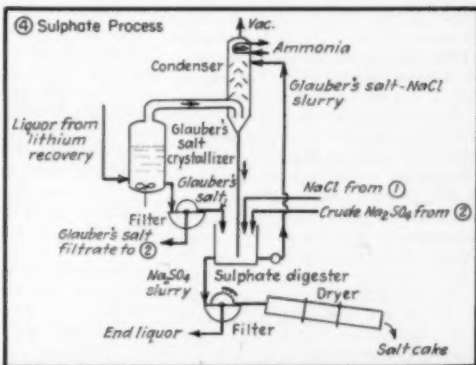 ④ Sulphate Process
Vac.
Ammonia
Condenser
Glauber's
salt-NaCl
slurry
Liquor from
lithium
recovery
Glauber's
salt
crystallizer
Glauber's
salt
NaCl from ①
Crude Na₂SO₄ from ②
Filter
Glauber's salt
filtrate to ②
Na₂SO₄
slurry
Sulphate digester
Dryer
End liquor
Filter
Salt cake